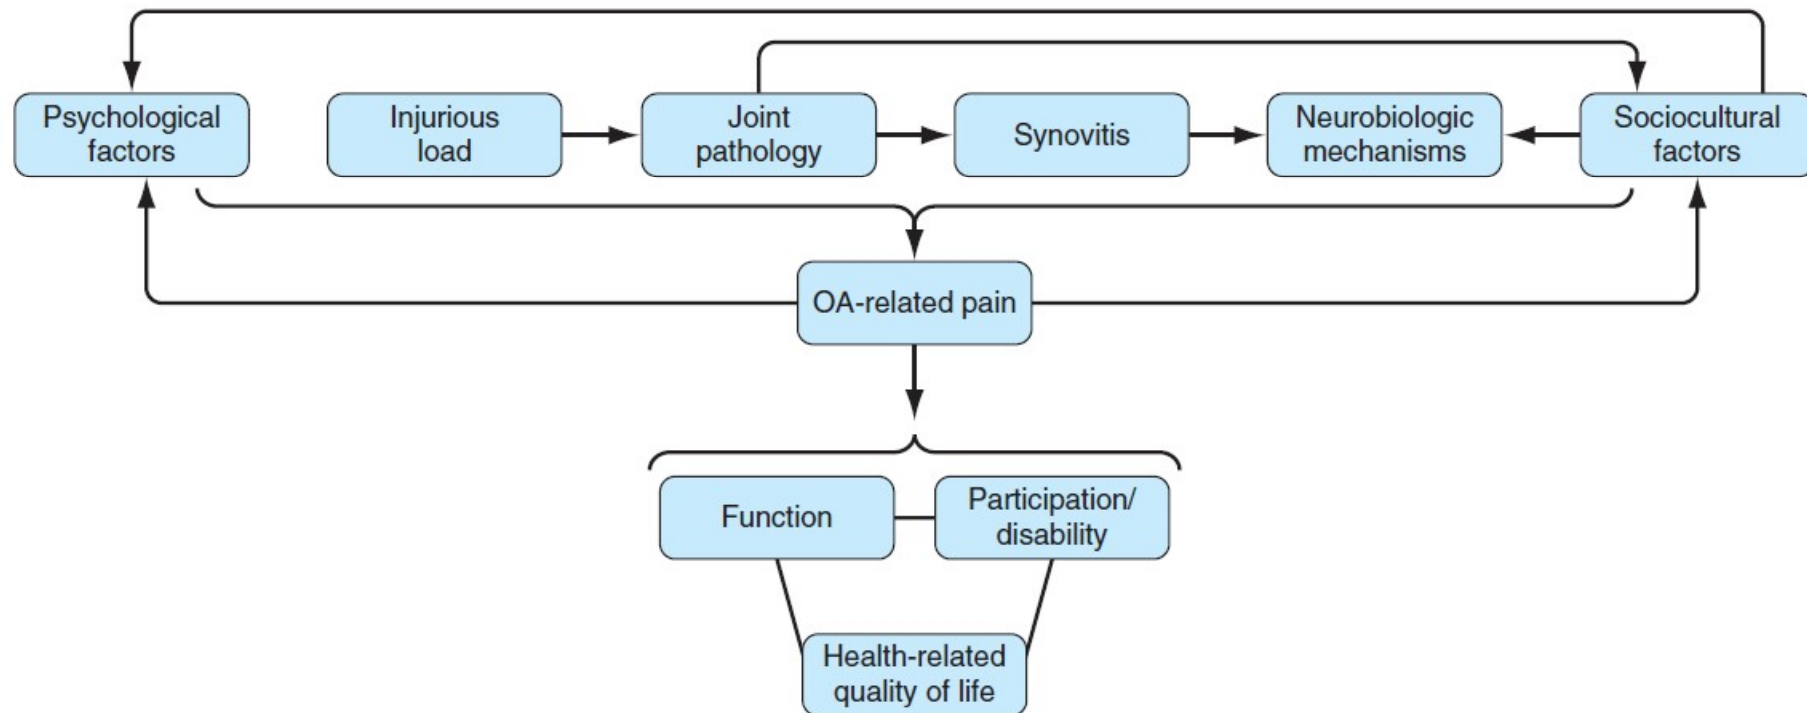 Psychological
factors
Injurious
load
Joint
pathology
Synovitis
Neurobiologic
mechanisms
Sociocultural
factors
OA-related pain
Function
Participation/
disability
Health-related
quality of life